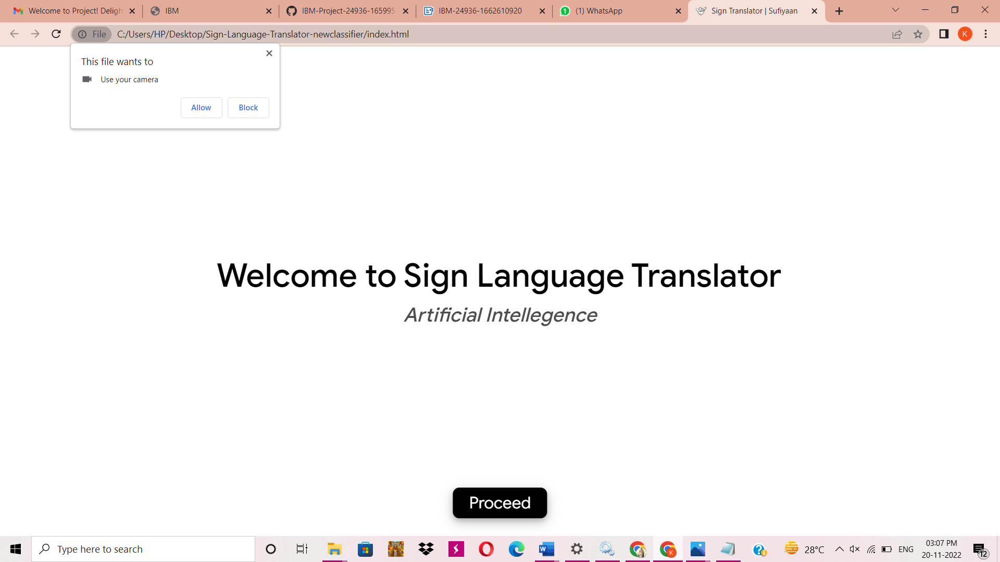 Welcome to Project! Deligh
IBM
IBM-Project-24936-165995
IBM-24936-1662610920
(1) WhatsApp
Sign Translator | Sufiyaan
File
C:/Users/HP/Desktop/Sign-Language-Translator-newclassifier/index.html
K
This file wants to
Use your camera
Allow
Block
Welcome to Sign Language Translator
Artificial Intellegence
Proceed
Type here to search
28°C
ENG
03:07 PM
20-11-2022
12